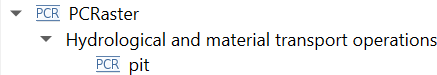 PCR PCRaster
Hydrological and material transport operations
PCR pit